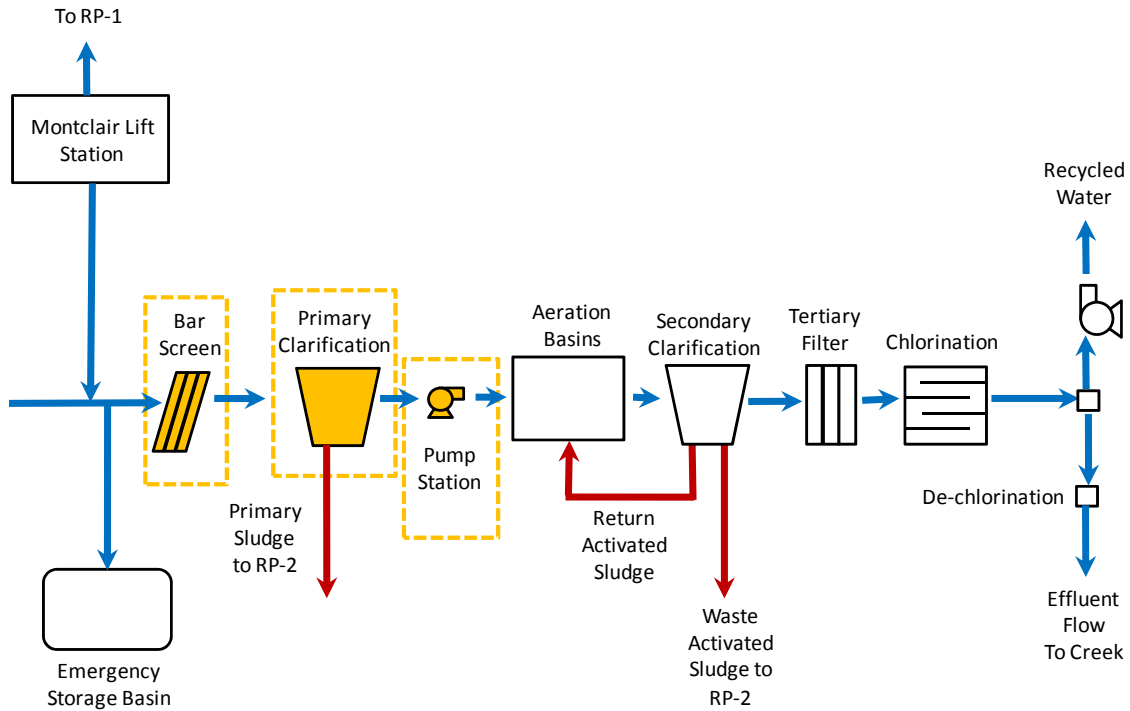 To RP-1
Montclair Lift
Station
Recycled
Water
Bar
Screen
Primary
Clarification
Aeration
Basins
Secondary
Clarification
Tertiary
Filter
Chlorination
Pump
Station
De-chlorination
Primary
Sludge
to RP-2
Return
Activated
Sludge
Emergency
Storage Basin
Waste
Activated
Sludge to
RP-2
Effluent
Flow
To Creek